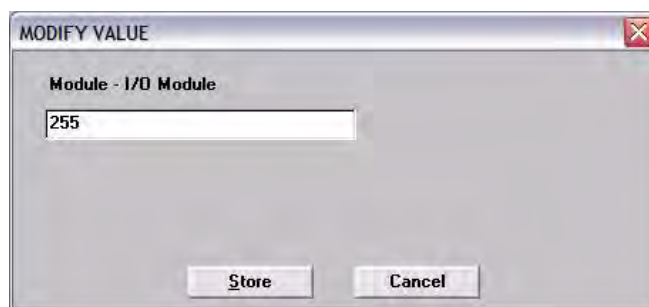 MODIFY VALUE
Module - I/O Module
255
Store
Cancel